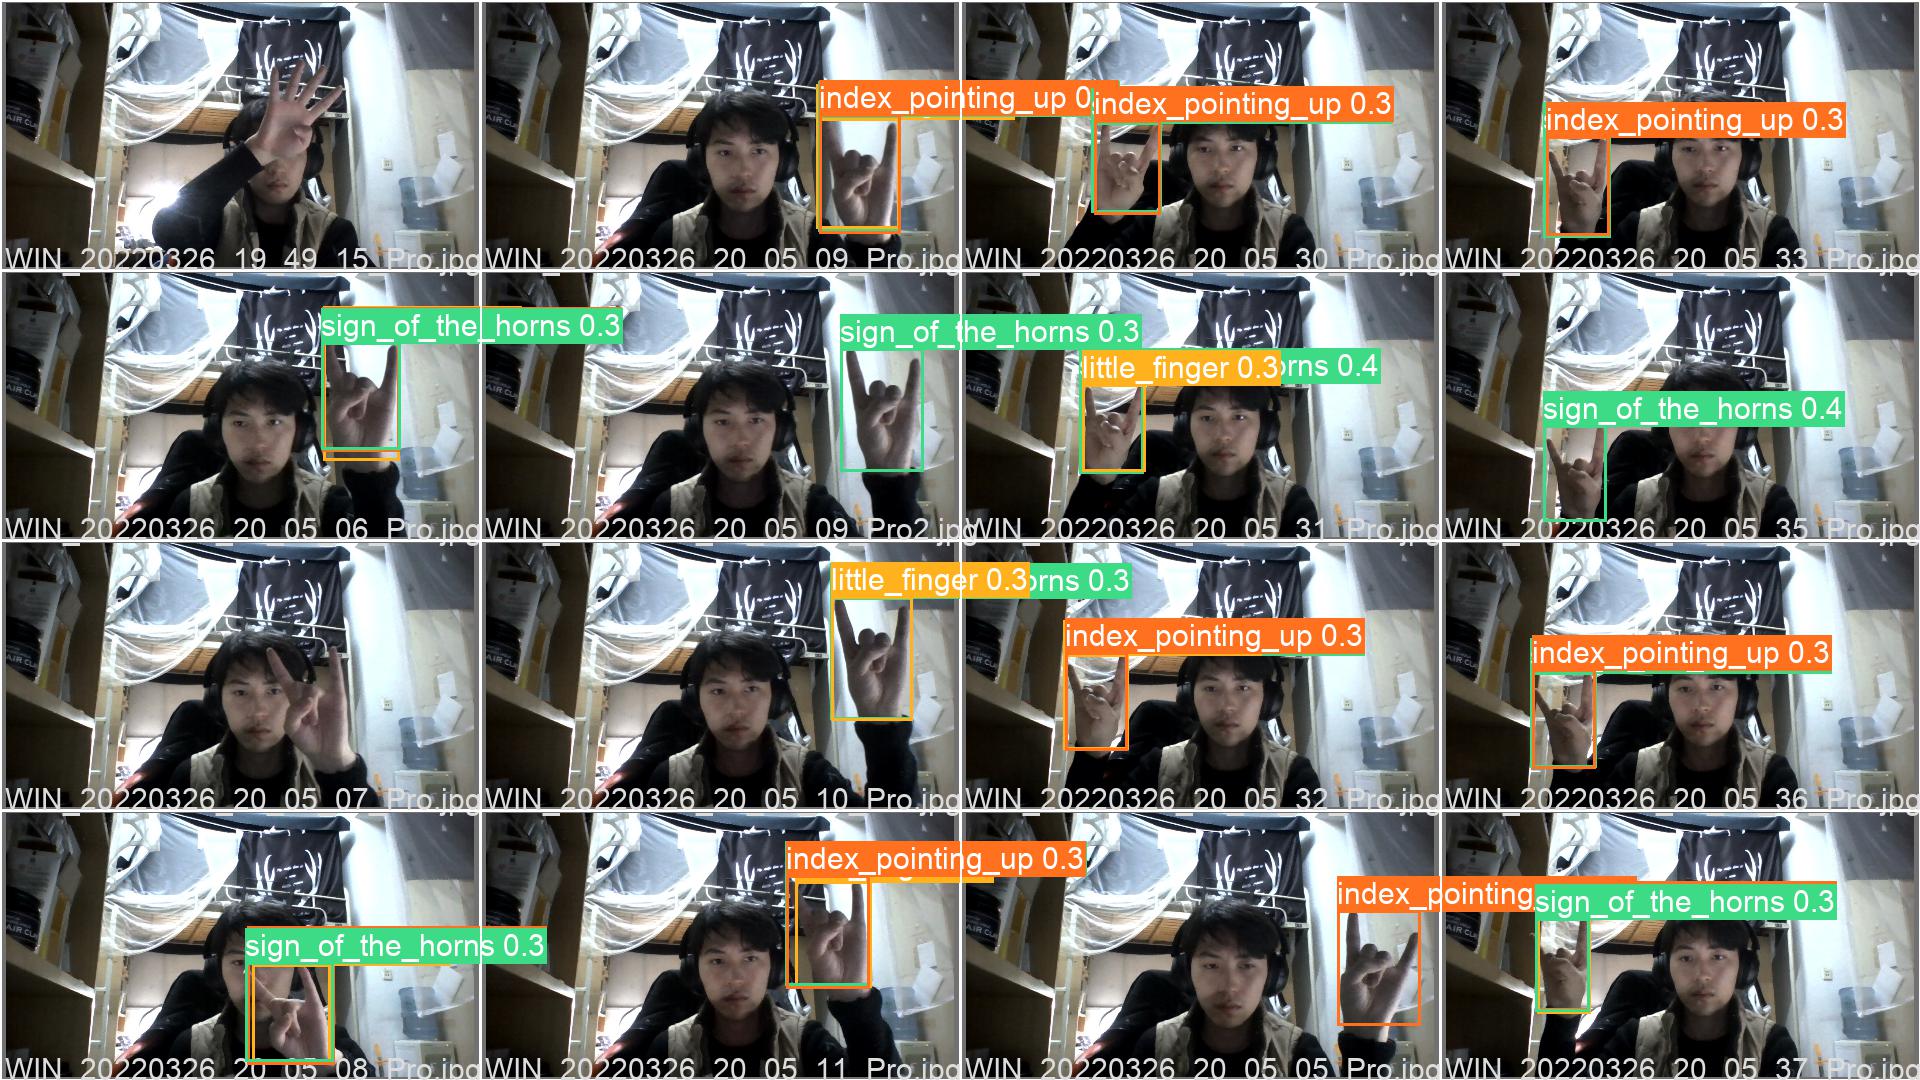 WIN_20220326_19_49_15_Pro.jpg
index_pointing_up 0.
WIN_20220326_20_05_09_Pro.jpg
index_pointing_up 0.3
WIN_20220326_20_05_30_Pro.jpg
index_pointing_up 0.3
WIN_20220326_20_05_33_Pro.jpg
sign_of_the_horns 0.3
WIN_20220326_20_05_06_Pro.jpg
sign_of_the_horns 0.3
WIN_20220326_20_05_09_Pro2.jpg
little_finger 0.3
orns 0.4
WIN_20220326_20_05_31_Pro.jpg
sign_of_the_horns 0.4
WIN_20220326_20_05_35_Pro.jpg
WIN_20220326_20_05_07_Pro.jpg
little_finger 0.3
orns 0.3
WIN_20220326_20_05_10_Pro.jpg
index_pointing_up 0.3
WIN_20220326_20_05_32_Pro.jpg
index_pointing_up 0.3
WIN_20220326_20_05_36_Pro.jpg
sign_of_the_horns 0.3
WIN_20220326_20_05_08_Pro.jpg
index_pointing_up 0.3
WIN_20220326_20_05_11_Pro.jpg
index_pointing
WIN_20220326_20_05_05_Pro.jpg
sign_of_the_horns 0.3
WIN_20220326_20_05_37_Pro.jpg